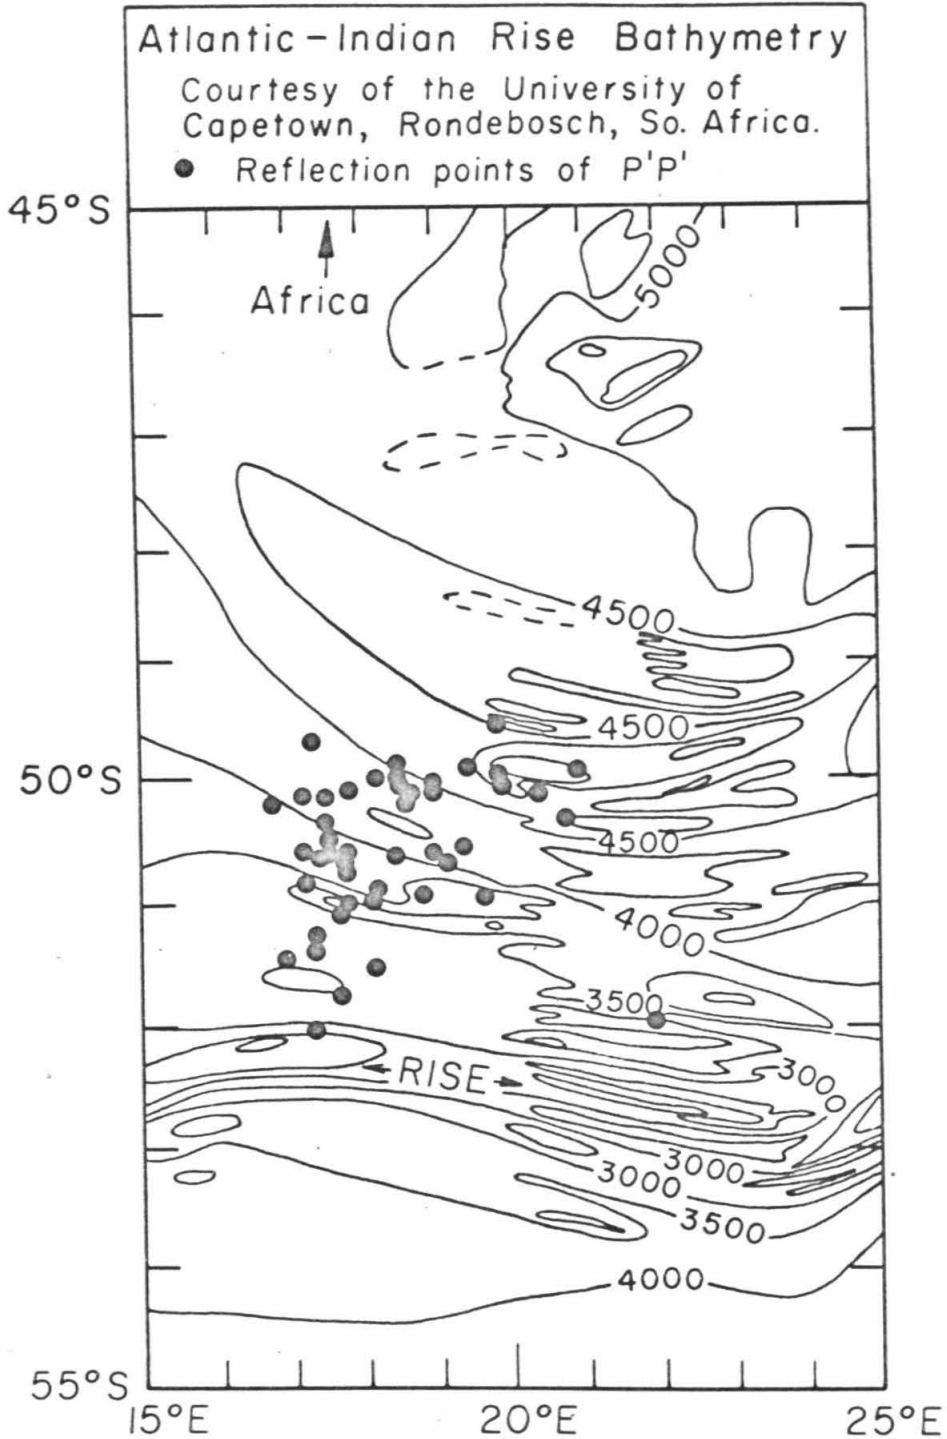 Atlantic-Indian Rise Bathymetry
Courtesy of the University of
Capetown, Rondebosch, So. Africa.
Reflection points of P'P'
45°S
Africa
5000
4500
4500
50°S
4500
4000
3500
RISE
3000
3000
3000
3500
4000
55°S
15°E
20°E
25°E